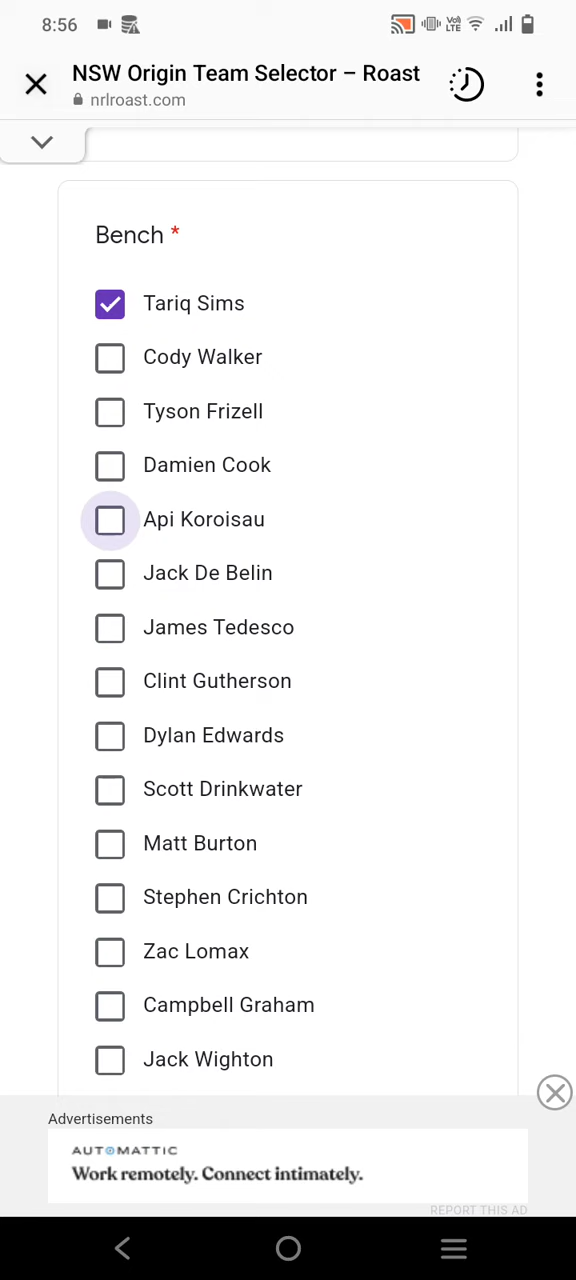 8:56
Vo)
LTE
NSW Origin Team Selector – Roast
nrlroast.com
Bench *
Tariq Sims
Cody Walker
Tyson Frizell
Damien Cook
Api Koroisau
Jack De Belin
James Tedesco
Clint Gutherson
Dylan Edwards
Scott Drinkwater
Matt Burton
Stephen Crichton
Zac Lomax
Campbell Graham
Jack Wighton
Advertisements
AUTOMATTIC
Work remotely. Connect intimately.
REPORT THIS AD